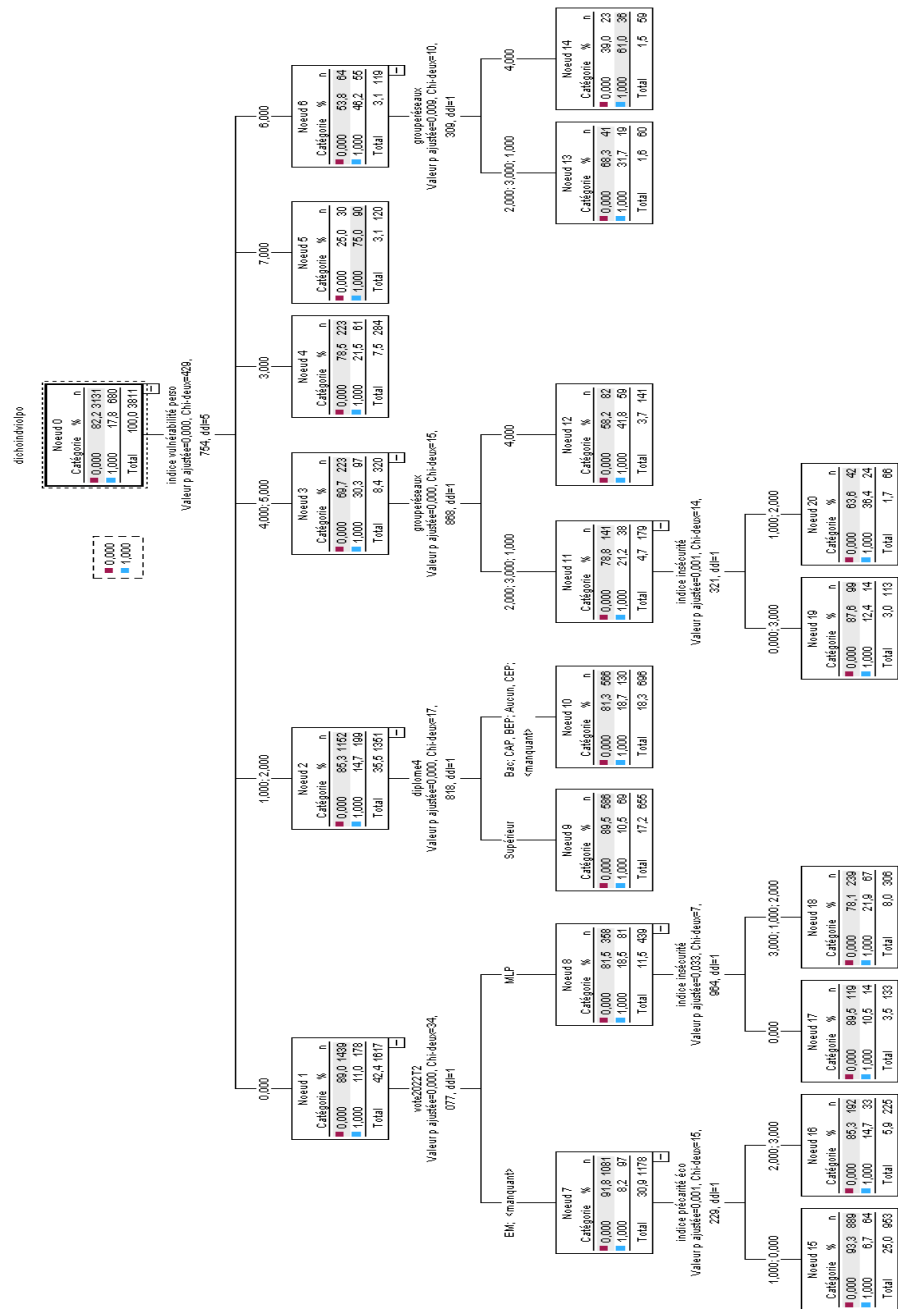 dichoindviolpo
0,000
1,000
Noeud 0
Catégorie % n
0,000 82,2 3131
1,000 17,8 680
Total 100,0 3811
indice vulnérabilité perso
Valeur p ajustée=0,000, Chi-deux=429,
754, ddl=5
0,000
1,000; 2,000
4,000; 5,000
3,000
7,000
6,000
Noeud 1
Catégorie % n
0,000 89,0 1439
1,000 11,0 178
Total 42,4 1617
vote2022T2
Valeur p ajustée=0,000, Chi-deux=34,
077, ddl=1
Noeud 2
Catégorie % n
0,000 85,3 1152
1,000 14,7 199
Total 35,5 1351
diplome4
Valeur p ajustée=0,000, Chi-deux=17,
818, ddl=1
Noeud 3
Catégorie % n
0,000 69,7 223
1,000 30,3 97
Total 8,4 320
grouperéseaux
Valeur p ajustée=0,000, Chi-deux=15,
868, ddl=1
Noeud 4
Catégorie % n
0,000 78,5 223
1,000 21,5 61
Total 7,5 284
Noeud 5
Catégorie % n
0,000 25,0 30
1,000 75,0 90
Total 3,1 120
Noeud 6
Catégorie % n
0,000 53,8 64
1,000 46,2 55
Total 3,1 119
grouperéseaux
Valeur p ajustée=0,009, Chi-deux=10,
309, ddl=1
EM; <manquant>
MLP
Supérieur
Bac; CAP, BEP; Aucun, CEP;
<manquant>
2,000; 3,000; 1,000
4,000
2,000; 3,000; 1,000
4,000
Noeud 7
Catégorie % n
0,000 91,8 1081
1,000 8,2 97
Total 30,9 1178
indice précarité éco
Valeur p ajustée=0,001, Chi-deux=15,
229, ddl=1
Noeud 8
Catégorie % n
0,000 81,5 358
1,000 18,5 81
Total 11,5 439
indice insécurité
Valeur p ajustée=0,033, Chi-deux=7,
964, ddl=1
Noeud 9
Catégorie % n
0,000 89,5 586
1,000 10,5 69
Total 17,2 655
Noeud 10
Catégorie % n
0,000 81,3 566
1,000 18,7 130
Total 18,3 696
Noeud 11
Catégorie % n
0,000 78,8 141
1,000 21,2 38
Total 4,7 179
indice insécurité
Valeur p ajustée=0,001, Chi-deux=14,
321, ddl=1
Noeud 12
Catégorie % n
0,000 58,2 82
1,000 41,8 59
Total 3,7 141
Noeud 13
Catégorie % n
0,000 68,3 41
1,000 31,7 19
Total 1,6 60
Noeud 14
Catégorie % n
0,000 39,0 23
1,000 61,0 36
Total 1,5 59
1,000; 0,000
2,000; 3,000
0,000
3,000; 1,000; 2,000
0,000; 3,000
1,000; 2,000
Noeud 15
Catégorie % n
0,000 93,3 889
1,000 6,7 64
Total 25,0 953
Noeud 16
Catégorie % n
0,000 85,3 192
1,000 14,7 33
Total 5,9 225
Noeud 17
Catégorie % n
0,000 89,5 119
1,000 10,5 14
Total 3,5 133
Noeud 18
Catégorie % n
0,000 78,1 239
1,000 21,9 67
Total 8,0 306
Noeud 19
Catégorie % n
0,000 87,6 99
1,000 12,4 14
Total 3,0 113
Noeud 20
Catégorie % n
0,000 63,6 42
1,000 36,4 24
Total 1,7 66